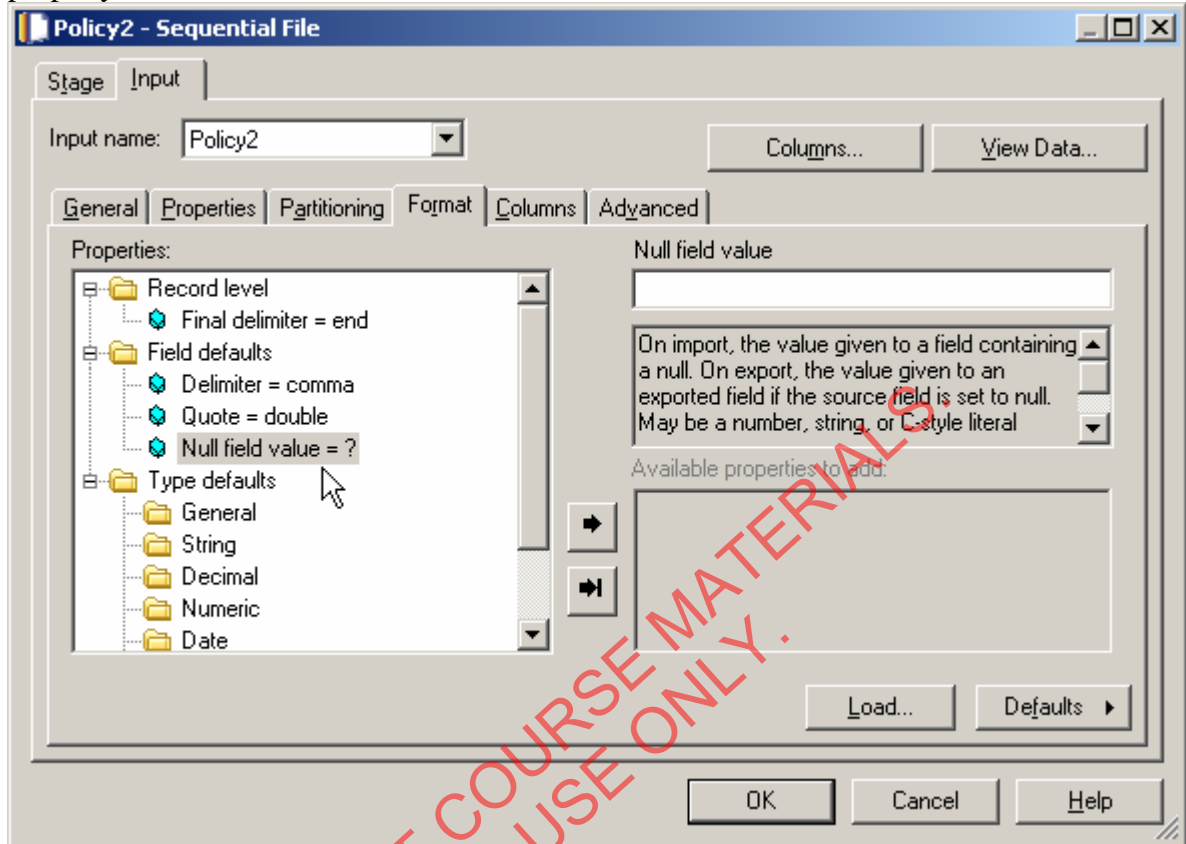 Policy2 - Sequential File
Stage
Input
Input name:
Policy2
Columns...
View Data...
General
Properties
Partitioning
Format
Columns
Advanced
Properties:
Record level
Final delimiter = end
Field defaults
Delimiter = comma
Quote = double
Null field value = ?
Type defaults
General
String
Decimal
Numeric
Date
Null field value
On import, the value given to a field containing
a null. On export, the value given to an
exported field if the source field is set to null.
May be a number, string, or C-style literal
Available properties to add:
Load...
Defaults
OK
Cancel
Help
COURSE MATERIALS.
USE ONLY.